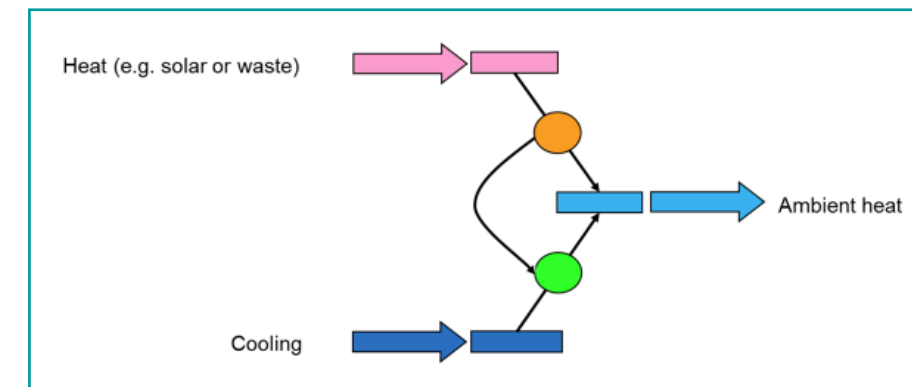 Heat (e.g. solar or waste)
Ambient heat
Cooling